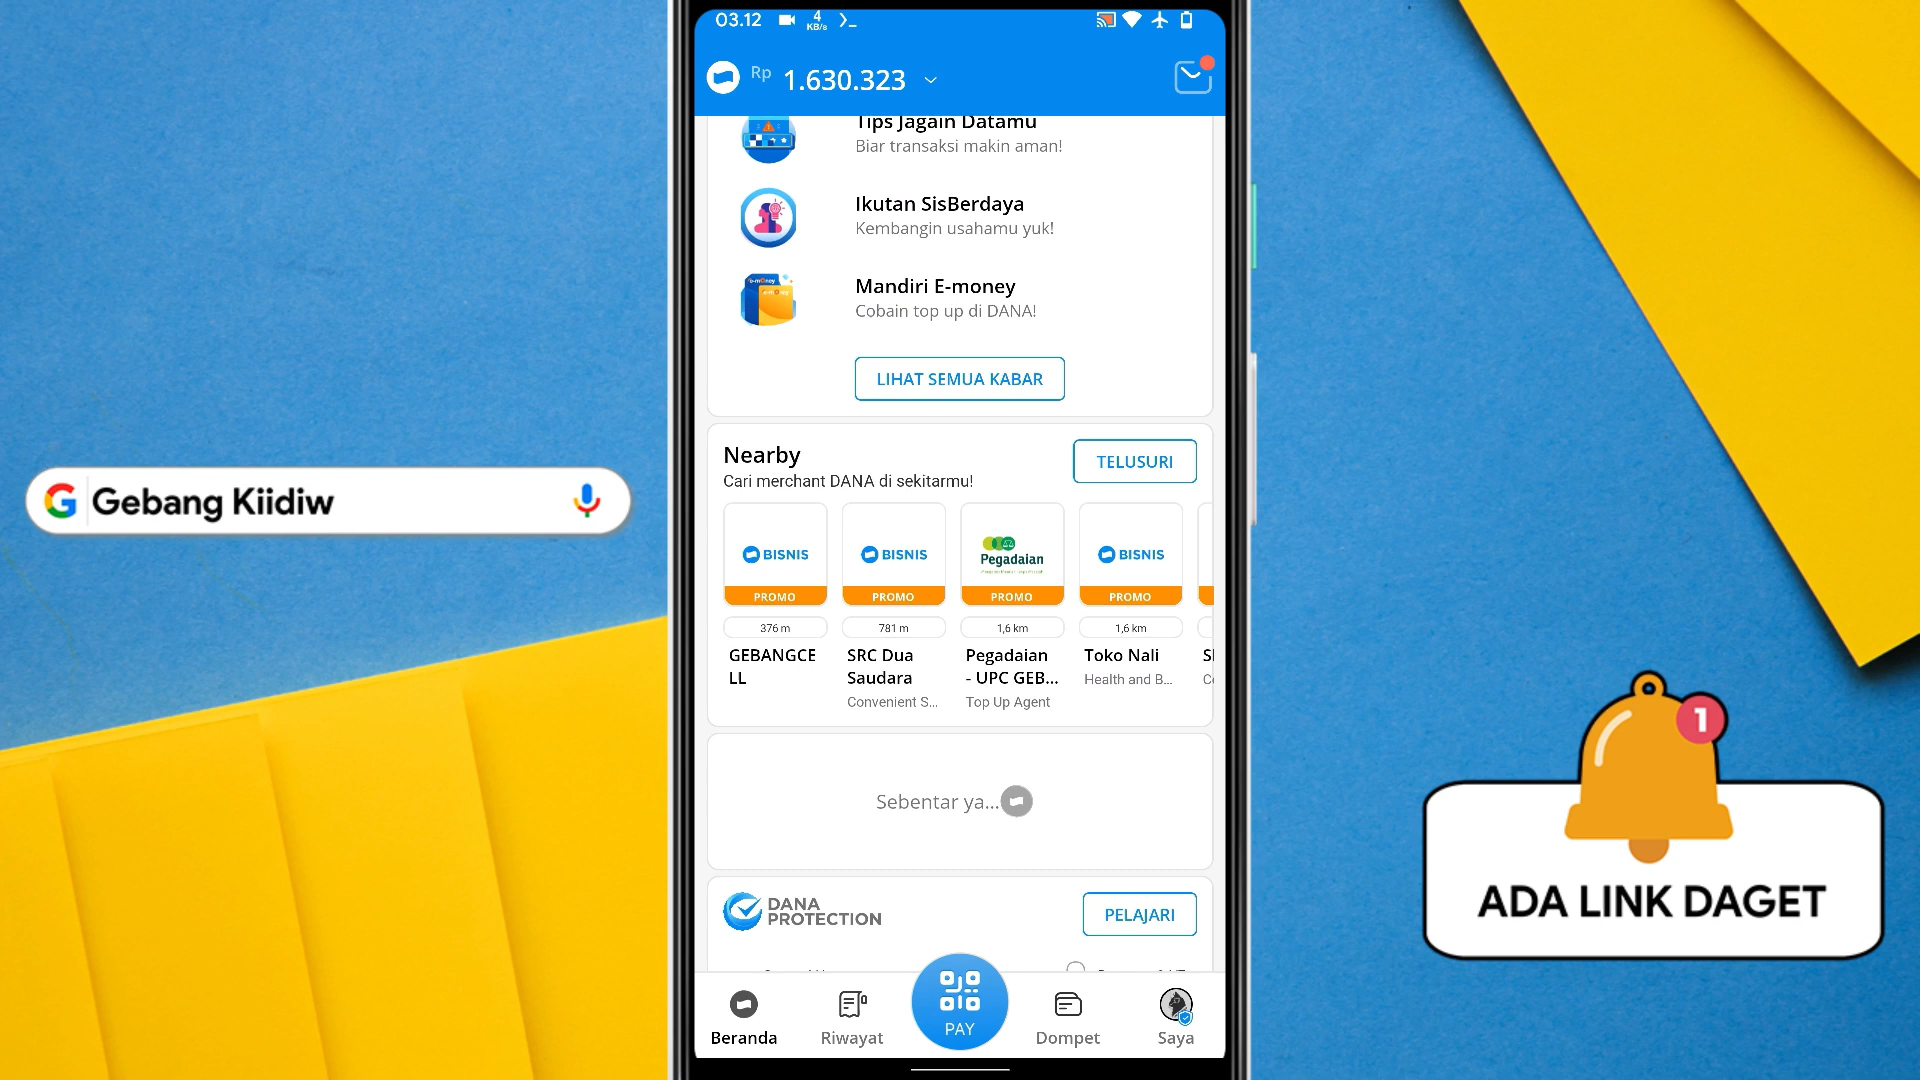 03.12
4
KB/s
Rp 1.630.323
Tips Jagain Datamu
Biar transaksi makin aman!
Ikutan SisBerdaya
Kembangin usahamu yuk!
Mandiri E-money
Cobain top up di DANA!
LIHAT SEMUA KABAR
Nearby
TELUSURI
Cari merchant DANA di sekitarmu!
BISNIS BISNIS Pegadaian BISNIS
PROMO PROMO PROMO PROMO
376 m 781 m 1,6 km 1,6 km
GEBANGCE SRC Dua Pegadaian Toko Nali
LL Saudara - UPC GEB... Health and B...
Convenient S... Top Up Agent
Sebentar ya...
DANA
PROTECTION
PELAJARI
PAY
Beranda Riwayat Dompet Saya
G Gebang Kiidiw
1
ADA LINK DAGET